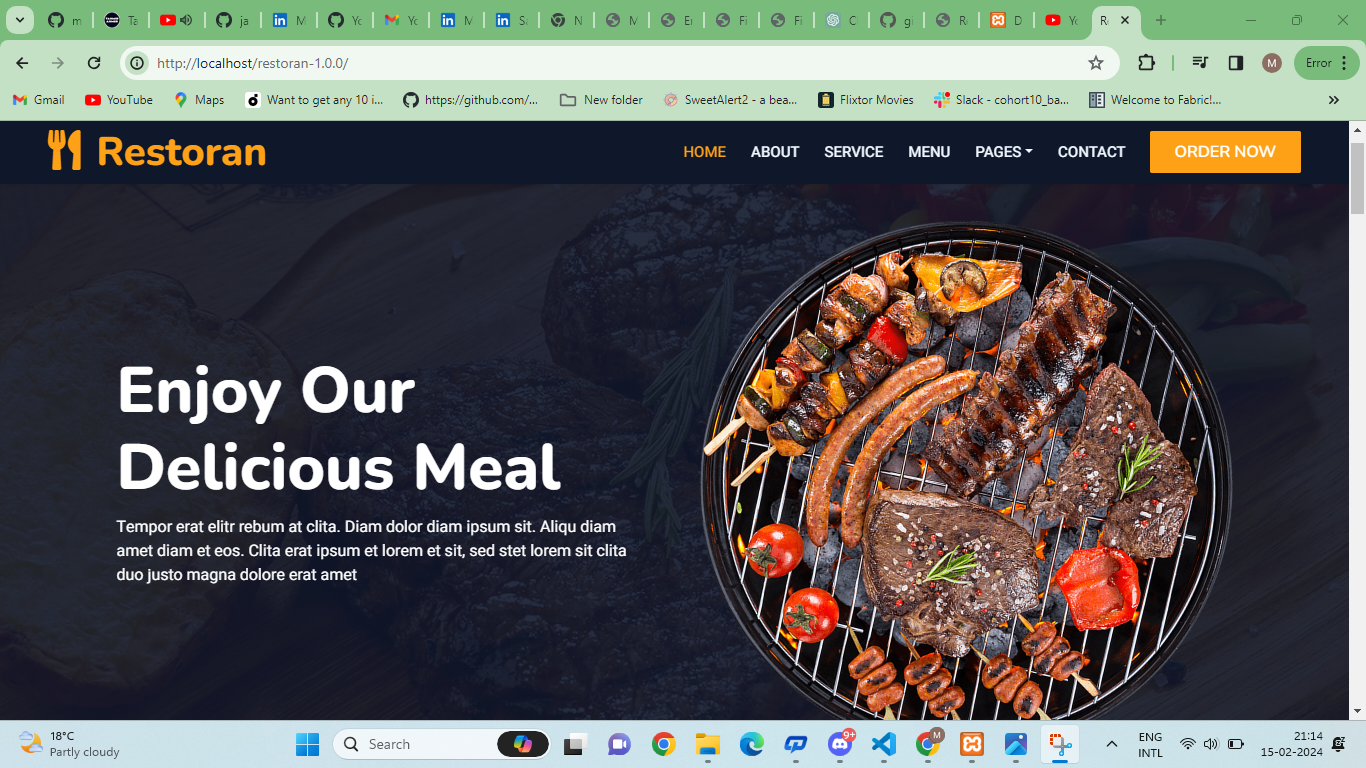 m
Ta
ja
M
Yo
Yo
M
Sa
N
M
Er
Fi
Fi
C
gi
Re
D
Yo
Re
http://localhost/restoran-1.0.0/
M
Error
Gmail
YouTube
Maps
Want to get any 10 i...
https://github.com/...
New folder
SweetAlert2 - a bea...
Flixtor Movies
Slack - cohort10_ba...
Welcome to Fabric!...
Restoran
HOME
ABOUT
SERVICE
MENU
PAGES
CONTACT
ORDER NOW
Enjoy Our
Delicious Meal
Tempor erat elitr rebum at clita. Diam dolor diam ipsum sit. Aliqu diam
amet diam et eos. Clita erat ipsum et lorem et sit, sed stet lorem sit clita
duo justo magna dolore erat amet
18°C
Partly cloudy
Search
9+
M
ENG
INTL
21:14
15-02-2024